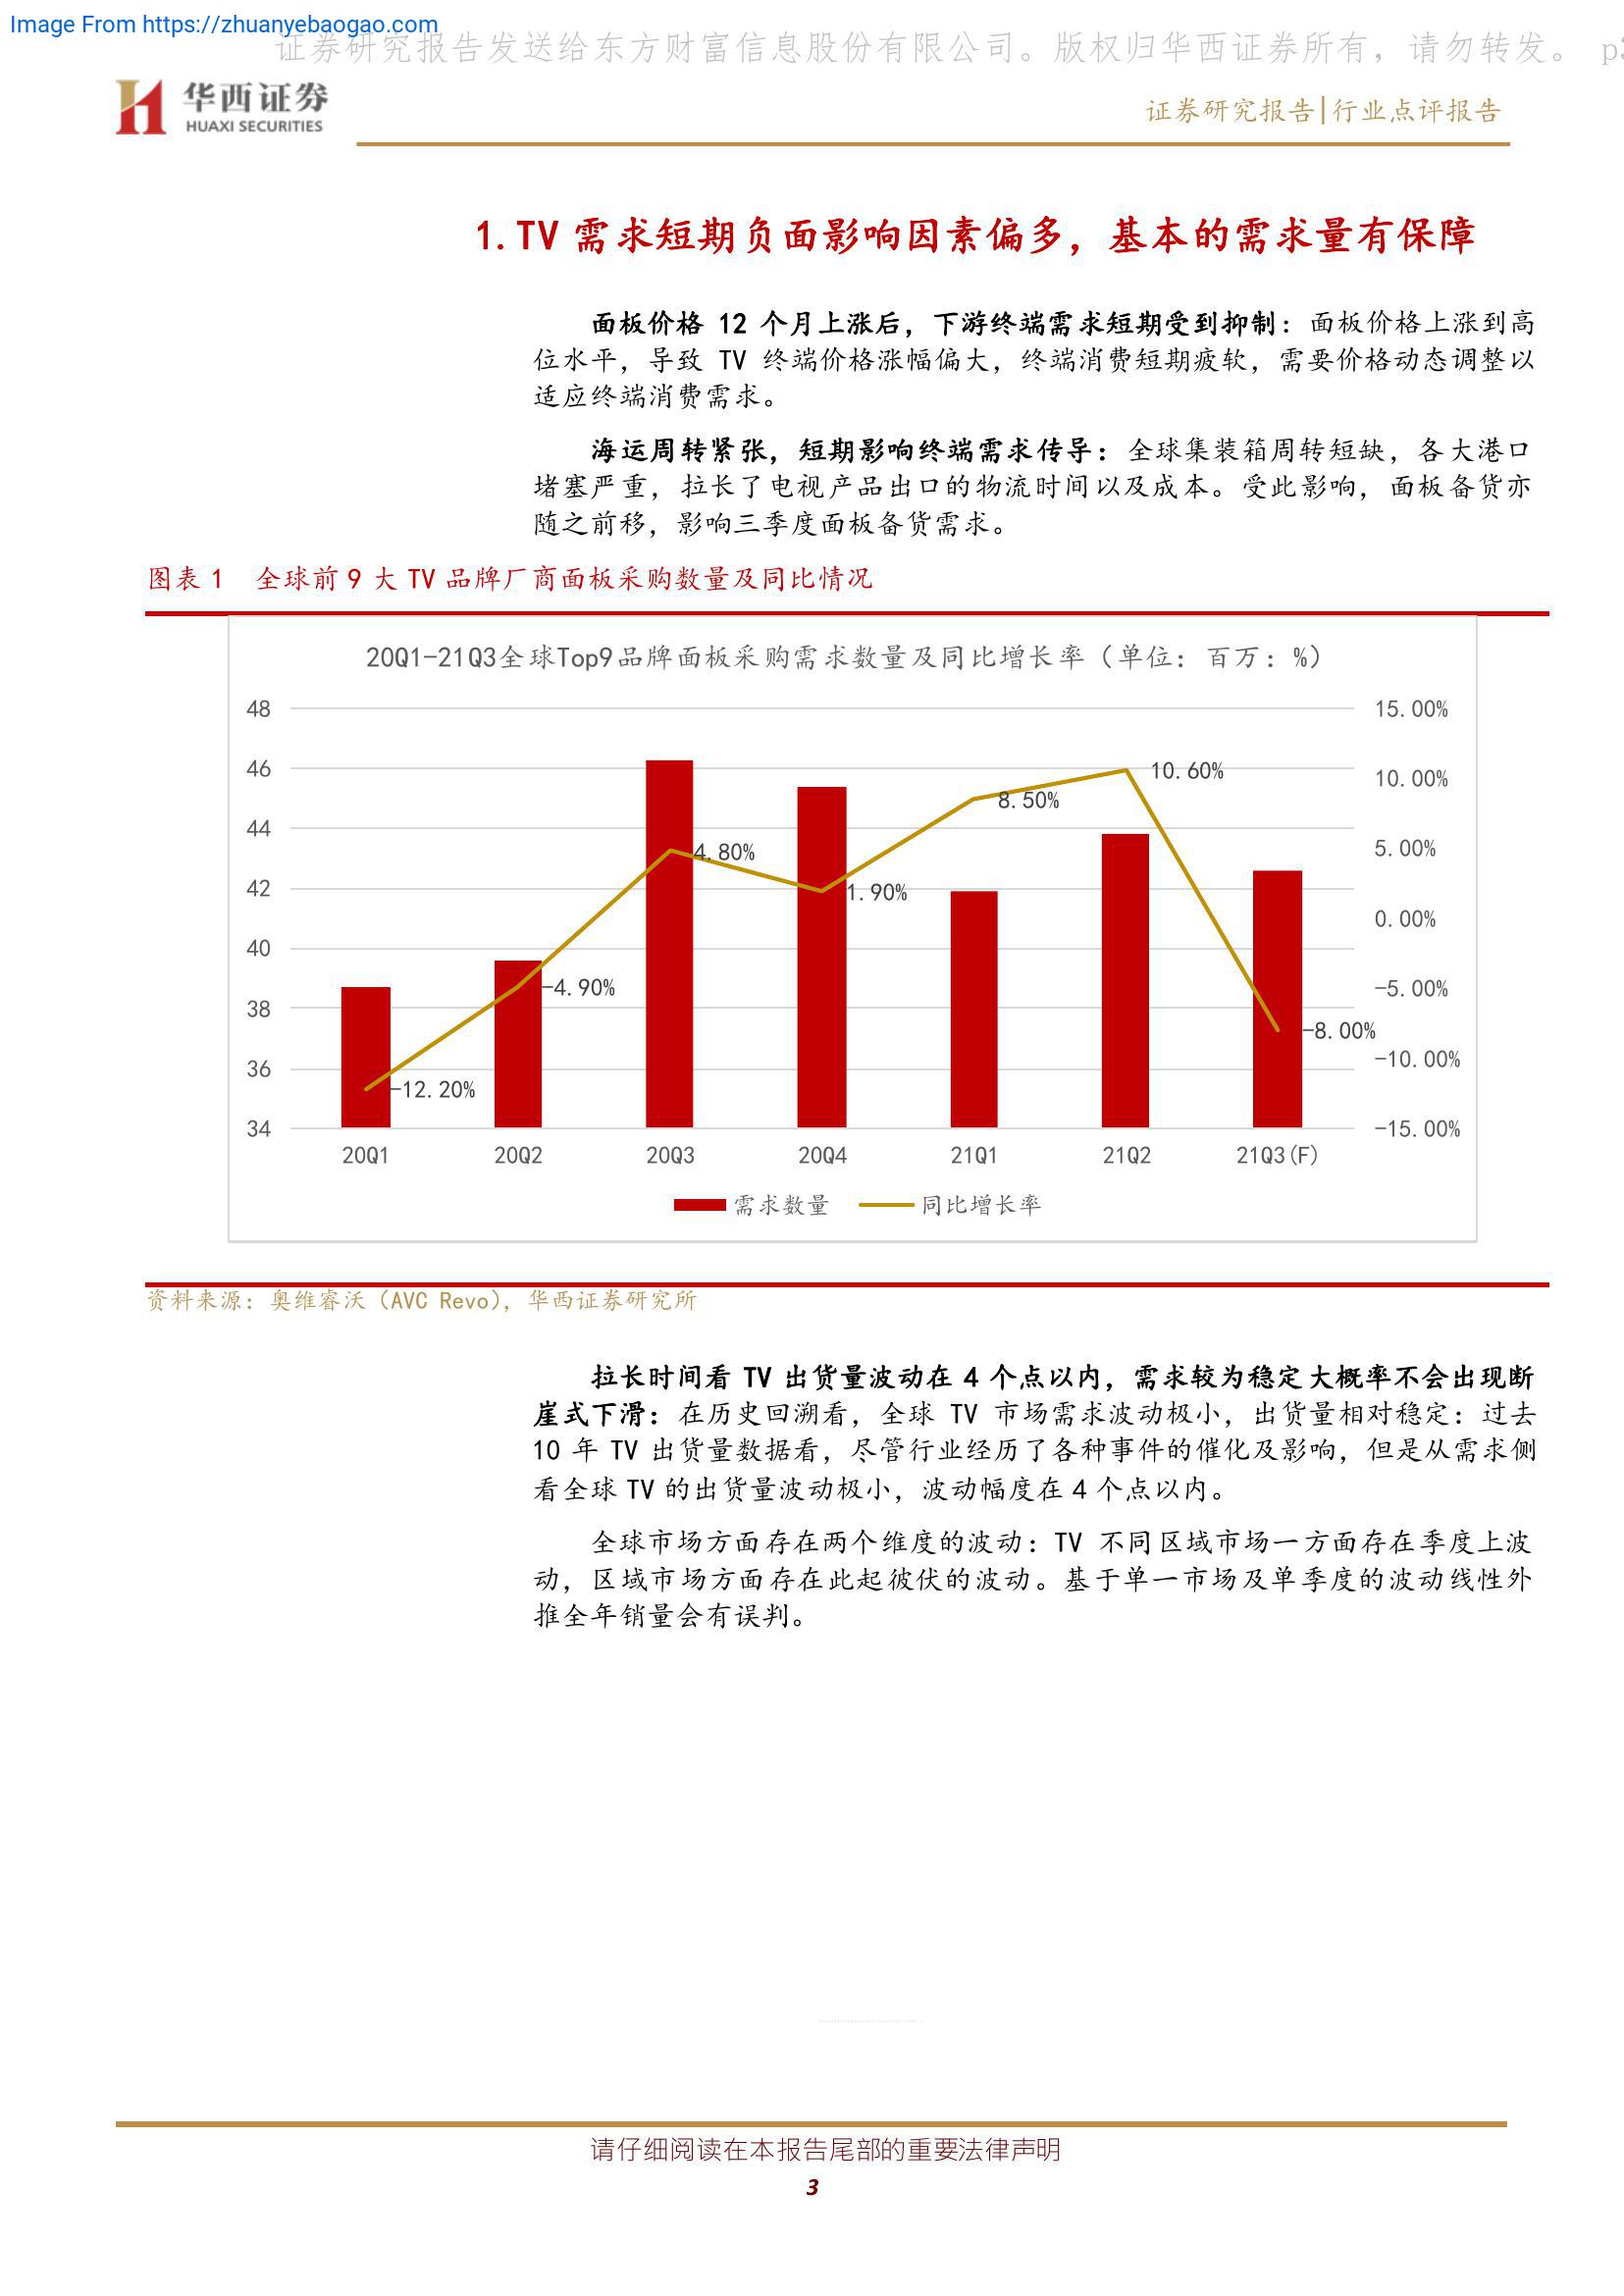 Image From https://zhuanyebaogao.com
证券研究报告发送给东方财富信息股份有限公司。版权归华西证券所有，请勿转发。 p3
华西证券
HUAXI SECURITIES
证券研究报告|行业点评报告
1.TV 需求短期负面影响因素偏多，基本的需求量有保障
面板价格 12 个月上涨后，下游终端需求短期受到抑制：面板价格上涨到高
位水平，导致 TV 终端价格涨幅偏大，终端消费短期疲软，需要价格动态调整以
适应终端消费需求。
海运周转紧张，短期影响终端需求传导：全球集装箱周转短缺，各大港口
堵塞严重，拉长了电视产品出口的物流时间以及成本。受此影响，面板备货亦
随之前移，影响三季度面板备货需求。
图表 1 全球前 9 大 TV 品牌厂商面板采购数量及同比情况
20Q1-21Q3全球Top9品牌面板采购需求数量及同比增长率（单位：百万：%）
48
46
44
42
40
38
36
34
15.00%
10.00%
5.00%
0.00%
-5.00%
-10.00%
-15.00%
-12.20%
-4.90%
4.80%
1.90%
8.50%
10.60%
-8.00%
20Q1 20Q2 20Q3 20Q4 21Q1 21Q2 21Q3(F)
需求数量 同比增长率
资料来源：奥维睿沃（AVC Revo），华西证券研究所
拉长时间看 TV 出货量波动在 4 个点以内，需求较为稳定大概率不会出现断
崖式下滑：在历史回溯看，全球 TV 市场需求波动极小，出货量相对稳定：过去
10 年 TV 出货量数据看，尽管行业经历了各种事件的催化及影响，但是从需求侧
看全球 TV 的出货量波动极小，波动幅度在 4 个点以内。
全球市场方面存在两个维度的波动：TV 不同区域市场一方面存在季度上波
动，区域市场方面存在此起彼伏的波动。基于单一市场及单季度的波动线性外
推全年销量会有误判。
请仔细阅读在本报告尾部的重要法律声明
3